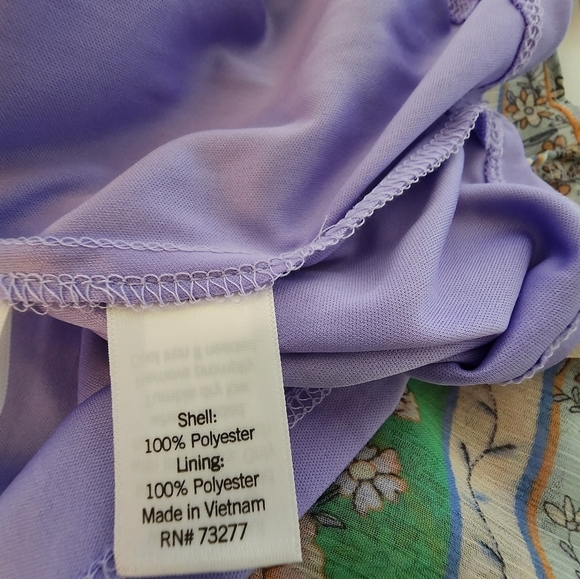 Shell:
100% Polyester
Lining:
100% Polyester
Made in Vietnam
RN# 73277